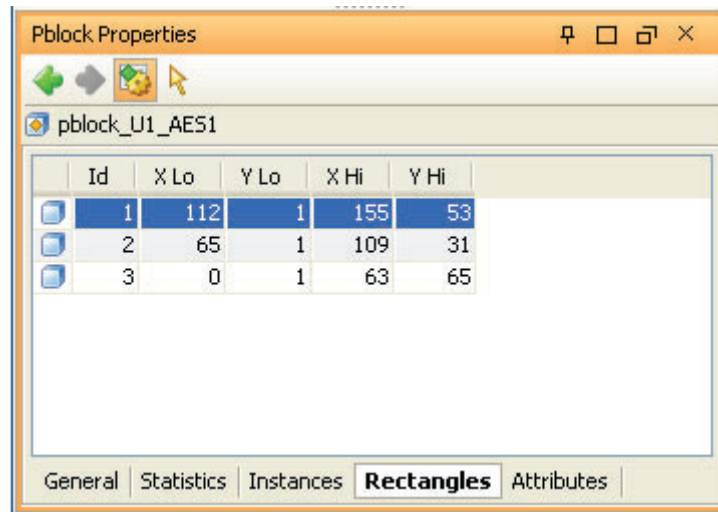 Pblock Properties
pblock_U1_AES1
Id X Lo Y Lo X Hi Y Hi
1 112 1 155 53
2 65 1 109 31
3 0 1 63 65
General Statistics Instances Rectangles Attributes